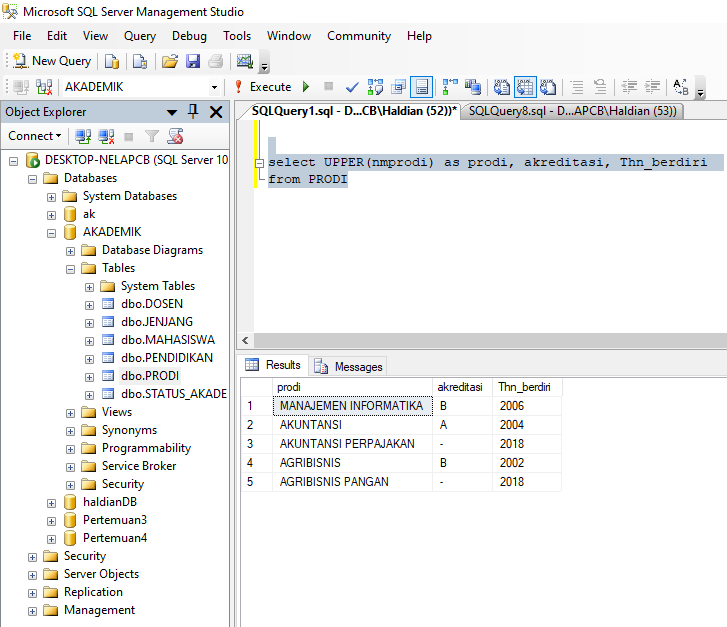 Microsoft SQL Server Management Studio
File Edit View Query Debug Tools Window Community Help
New Query
AKADEMIK Execute
Object Explorer
Connect
DESKTOP-NELAPCB (SQL Server 10
Databases
System Databases
ak
AKADEMIK
Database Diagrams
Tables
System Tables
dbo.DOSEN
dbo.JENJANG
dbo.MAHASISWA
dbo.PENDIDIKAN
dbo.PRODI
dbo.STATUS_AKADE
Views
Synonyms
Programmability
Service Broker
Security
haldianDB
Pertemuan3
Pertemuan4
Security
Server Objects
Replication
Management
SQLQuery1.sql - D...CB\Haldian (52))* SQLQuery8.sql - D...APCB\Haldian (53))
select UPPER(nmprodi) as prodi, akreditasi, Thn_berdiri
from PRODI
Results Messages
prodi akreditasi Thn_berdiri
1 MANAJEMEN INFORMATIKA B 2006
2 AKUNTANSI A 2004
3 AKUNTANSI PERPAJAKAN - 2018
4 AGRIBISNIS B 2002
5 AGRIBISNIS PANGAN - 2018